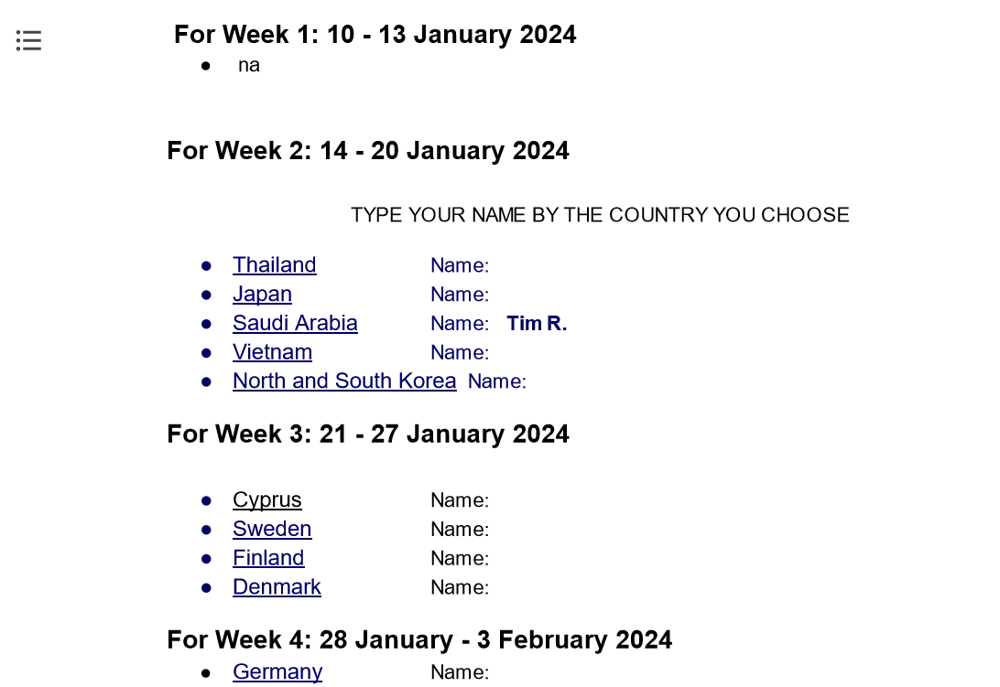 For Week 1: 10 - 13 January 2024
● na
For Week 2: 14 - 20 January 2024
TYPE YOUR NAME BY THE COUNTRY YOU CHOOSE
● Thailand Name:
● Japan Name:
● Saudi Arabia Name: Tim R.
● Vietnam Name:
● North and South Korea Name:
For Week 3: 21 - 27 January 2024
● Cyprus Name:
● Sweden Name:
● Finland Name:
● Denmark Name:
For Week 4: 28 January - 3 February 2024
● Germany Name: